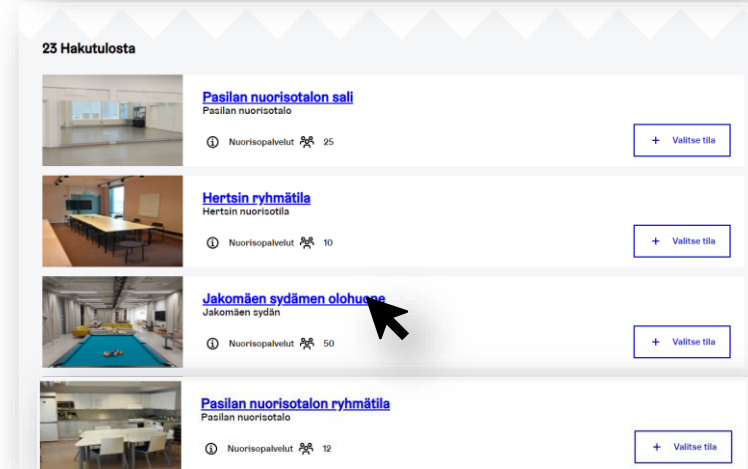 23 Hakutulosta
Pasilan nuorisotalon sali
Pasilan nuorisotalo
Nuorisopalvelut 25
+ Valitse tila
Hertsin ryhmätila
Hertsin nuorisotila
Nuorisopalvelut 10
+ Valitse tila
Jakomäen sydämen olohuone
Jakomäen sydän
Nuorisopalvelut 50
+ Valitse tila
Pasilan nuorisotalon ryhmätila
Pasilan nuorisotalo
Nuorisopalvelut 12
+ Valitse tila